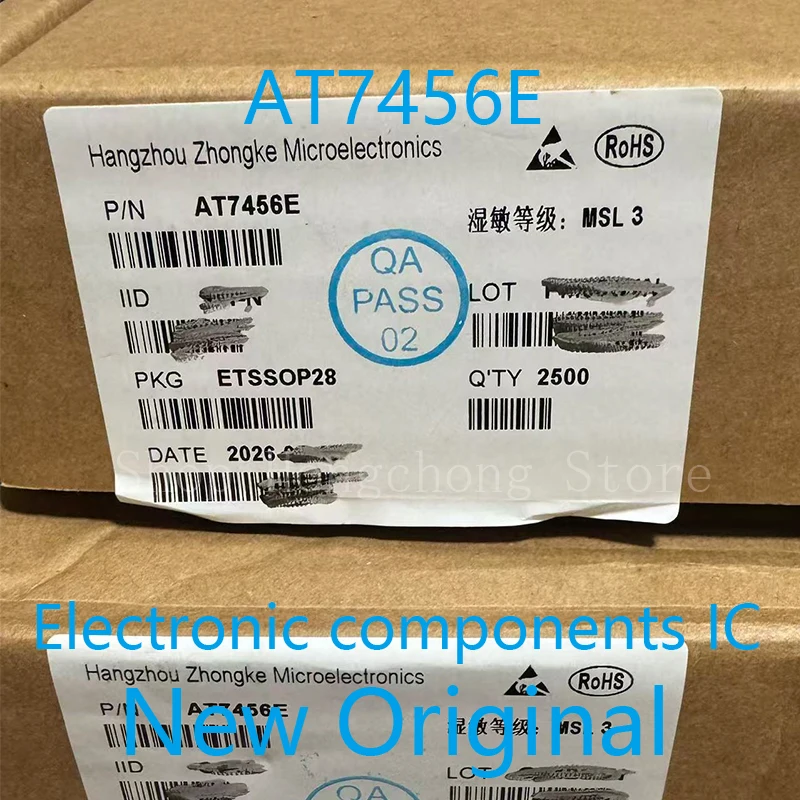 AT7456E
Hangzhou Zhongke Microelectronics
RoHS
P/N AT7456E
湿敏等级: MSL 3
QA
PASS
02
IID
LOT
PKG ETSSOP28
Q'TY 2500
DATE 2026-
Store
Electronic components IC
Hangzhou Zhongke Microelectronics
RoHS
P/N AT7456E
New Original
湿敏等级: MSL 3
IID
LOT
QA